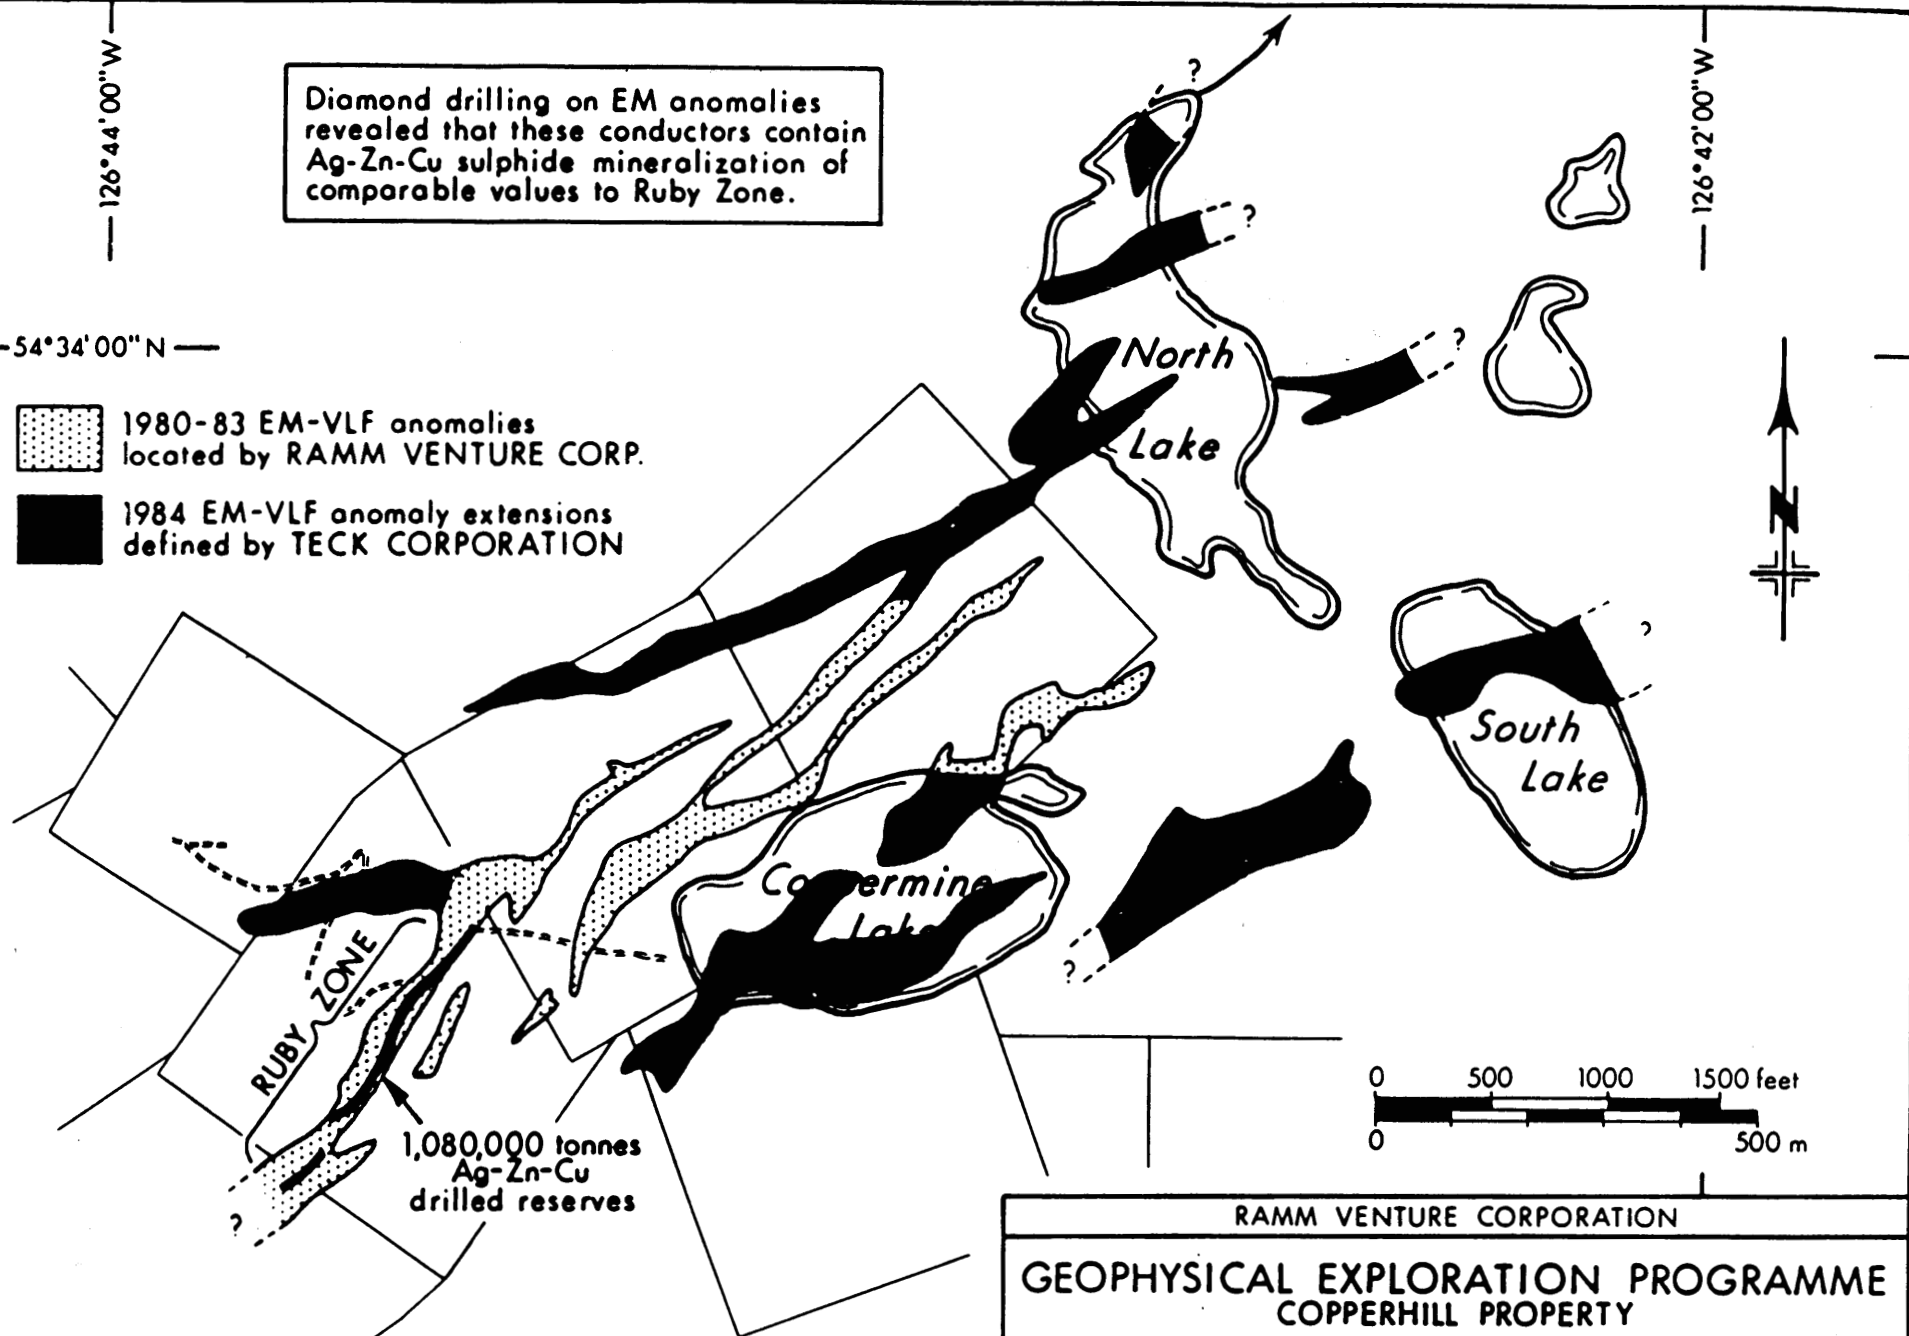 126°44'00"W
126°42'00"W
Diamond drilling on EM anomalies
revealed that these conductors contain
Ag-Zn-Cu sulphide mineralization of
comparable values to Ruby Zone.
?
?
54°34'00"N
?
North
Lake
1980-83 EM-VLF anomalies
located by RAMM VENTURE CORP.
1984 EM-VLF anomaly extensions
defined by TECK CORPORATION
N
?
South
Lake
Coppermine
Lake
RUBY ZONE
?
1,080,000 tonnes
Ag-Zn-Cu
drilled reserves
?
0 500 1000 1500 feet
0 500 m
RAMM VENTURE CORPORATION
GEOPHYSICAL EXPLORATION PROGRAMME
COPPERHILL PROPERTY